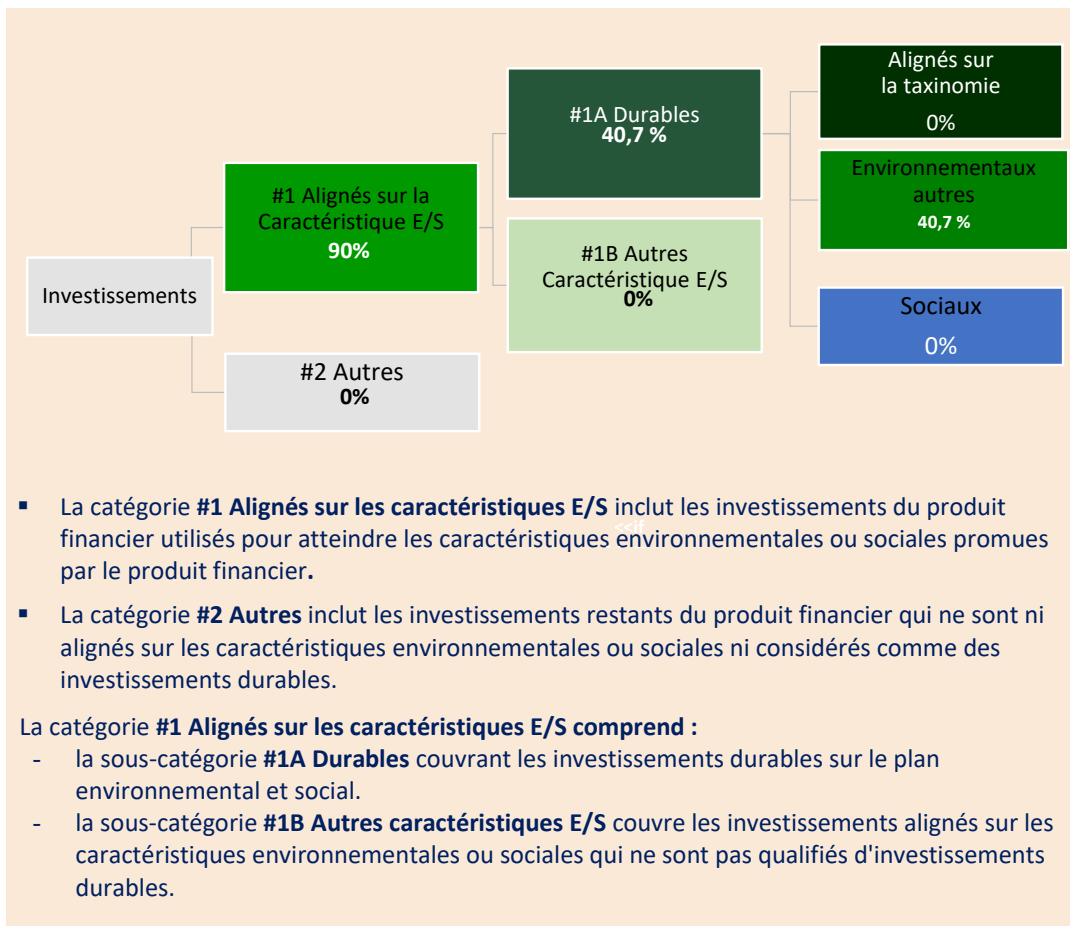 Investissements
#1 Alignés sur la
Caractéristique E/S
90%
#2 Autres
0%
#1A Durables
40,7 %
#1B Autres
Caractéristique E/S
0%
Alignés sur
la taxinomie
0%
Environnementaux
autres
40,7 %
Sociaux
0%
▪ La catégorie #1 Alignés sur les caractéristiques E/S inclut les investissements du produit
<<if
financier utilisés pour atteindre les caractéristiques environnementales ou sociales promues
par le produit financier.
▪ La catégorie #2 Autres inclut les investissements restants du produit financier qui ne sont ni
alignés sur les caractéristiques environnementales ou sociales ni considérés comme des
investissements durables.
La catégorie #1 Alignés sur les caractéristiques E/S comprend :
- la sous-catégorie #1A Durables couvrant les investissements durables sur le plan
environnemental et social.
- la sous-catégorie #1B Autres caractéristiques E/S couvre les investissements alignés sur les
caractéristiques environnementales ou sociales qui ne sont pas qualifiés d'investissements
durables.